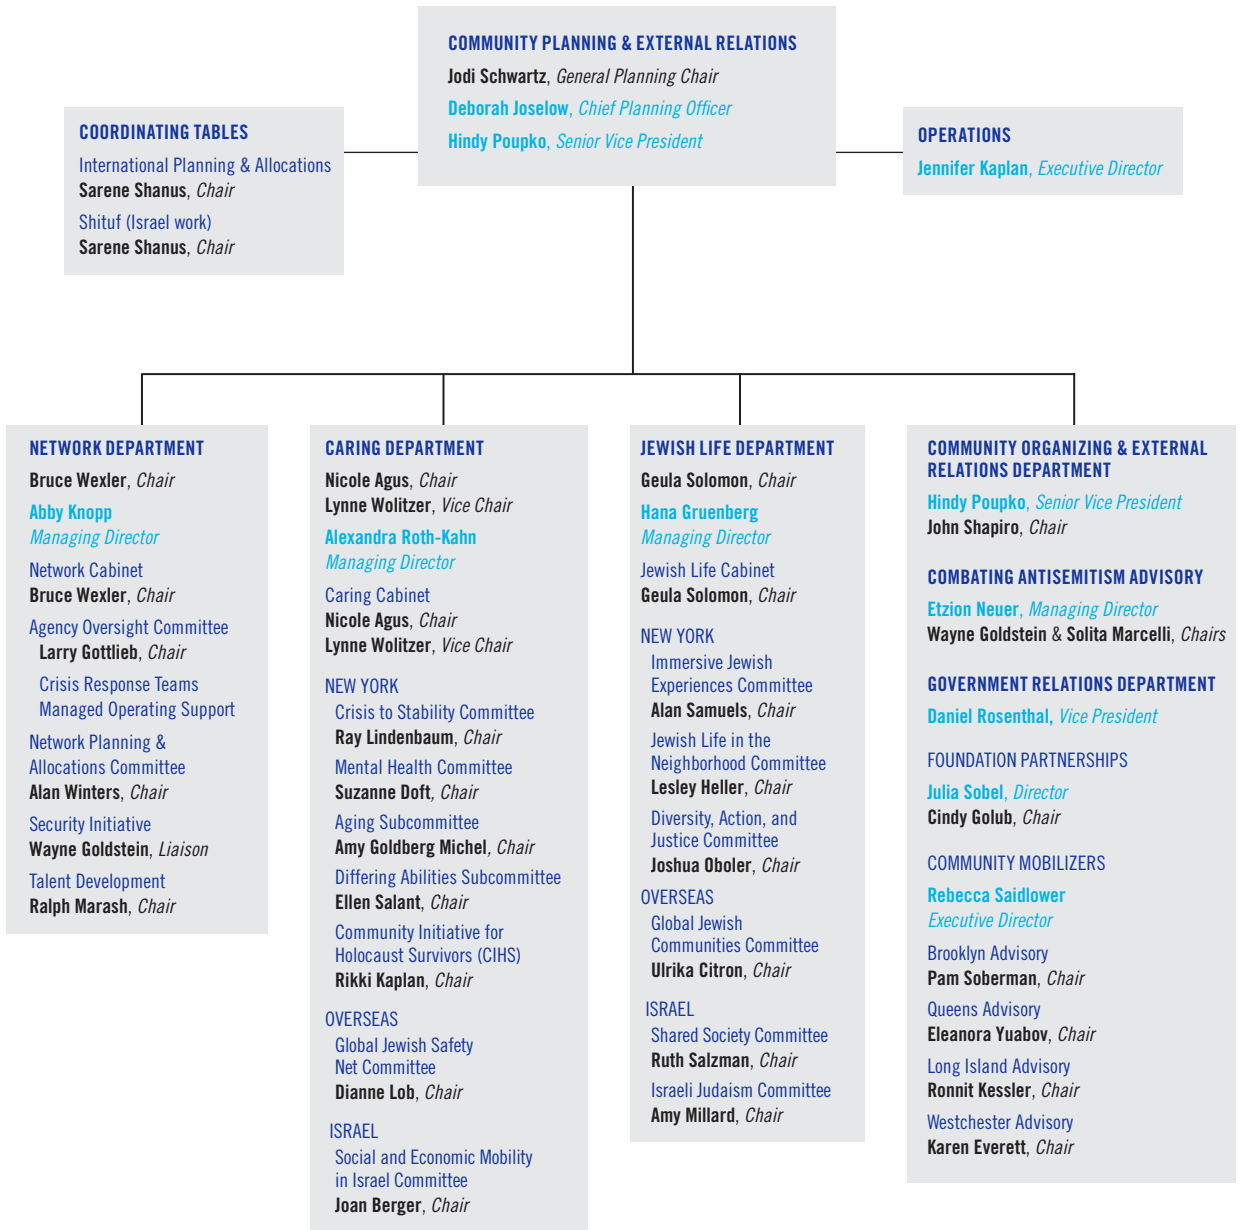 COMMUNITY PLANNING & EXTERNAL RELATIONS
Jodi Schwartz, General Planning Chair
Deborah Joselow, Chief Planning Officer
Hindy Poupko, Senior Vice President
COORDINATING TABLES
International Planning & Allocations
Sarene Shanus, Chair
Shituf (Israel work)
Sarene Shanus, Chair
OPERATIONS
Jennifer Kaplan, Executive Director
NETWORK DEPARTMENT
Bruce Wexler, Chair
Abby Knopp
Managing Director
Network Cabinet
Bruce Wexler, Chair
Agency Oversight Committee
Larry Gottlieb, Chair
Crisis Response Teams
Managed Operating Support
Network Planning &
Allocations Committee
Alan Winters, Chair
Security Initiative
Wayne Goldstein, Liaison
Talent Development
Ralph Marash, Chair
CARING DEPARTMENT
Nicole Agus, Chair
Lynne Wolitzer, Vice Chair
Alexandra Roth-Kahn
Managing Director
Caring Cabinet
Nicole Agus, Chair
Lynne Wolitzer, Vice Chair
NEW YORK
Crisis to Stability Committee
Ray Lindenbaum, Chair
Mental Health Committee
Suzanne Doft, Chair
Aging Subcommittee
Amy Goldberg Michel, Chair
Differing Abilities Subcommittee
Ellen Salant, Chair
Community Initiative for
Holocaust Survivors (CIHS)
Rikki Kaplan, Chair
OVERSEAS
Global Jewish Safety
Net Committee
Dianne Lob, Chair
ISRAEL
Social and Economic Mobility
in Israel Committee
Joan Berger, Chair
JEWISH LIFE DEPARTMENT
Geula Solomon, Chair
Hana Gruenberg
Managing Director
Jewish Life Cabinet
Geula Solomon, Chair
NEW YORK
Immersive Jewish
Experiences Committee
Alan Samuels, Chair
Jewish Life in the
Neighborhood Committee
Lesley Heller, Chair
Diversity, Action, and
Justice Committee
Joshua Oboler, Chair
OVERSEAS
Global Jewish
Communities Committee
Ulrika Citron, Chair
ISRAEL
Shared Society Committee
Ruth Salzman, Chair
Israeli Judaism Committee
Amy Millard, Chair
COMMUNITY ORGANIZING & EXTERNAL
RELATIONS DEPARTMENT
Hindy Poupko, Senior Vice President
John Shapiro, Chair
COMBATING ANTISEMITISM ADVISORY
Etzion Neuer, Managing Director
Wayne Goldstein & Solita Marcelli, Chairs
GOVERNMENT RELATIONS DEPARTMENT
Daniel Rosenthal, Vice President
FOUNDATION PARTNERSHIPS
Julia Sobel, Director
Cindy Golub, Chair
COMMUNITY MOBILIZERS
Rebecca Saidlower
Executive Director
Brooklyn Advisory
Pam Soberman, Chair
Queens Advisory
Eleanora Yuabov, Chair
Long Island Advisory
Ronnit Kessler, Chair
Westchester Advisory
Karen Everett, Chair